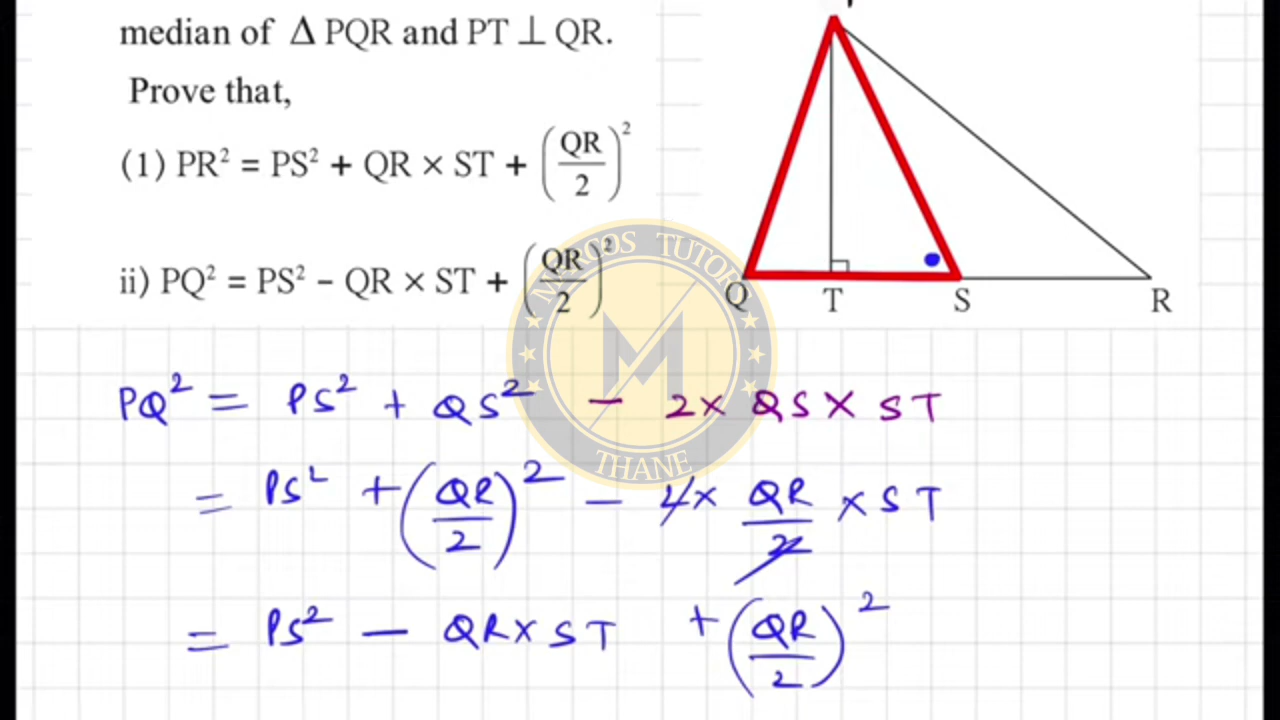 median of Δ PQR and PT ⊥ QR.
Prove that,
(1) PR² = PS² + QR × ST + (QR/2)²
ii) PQ² = PS² − QR × ST + (QR/2)²
Q T S R
MARCOS TUTOR
M
THANE
PQ² = PS² + QS² − 2 × QS × ST
= PS² + (QR/2)² − 2 × QR/2 × ST
= PS² − QR × ST + (QR/2)²